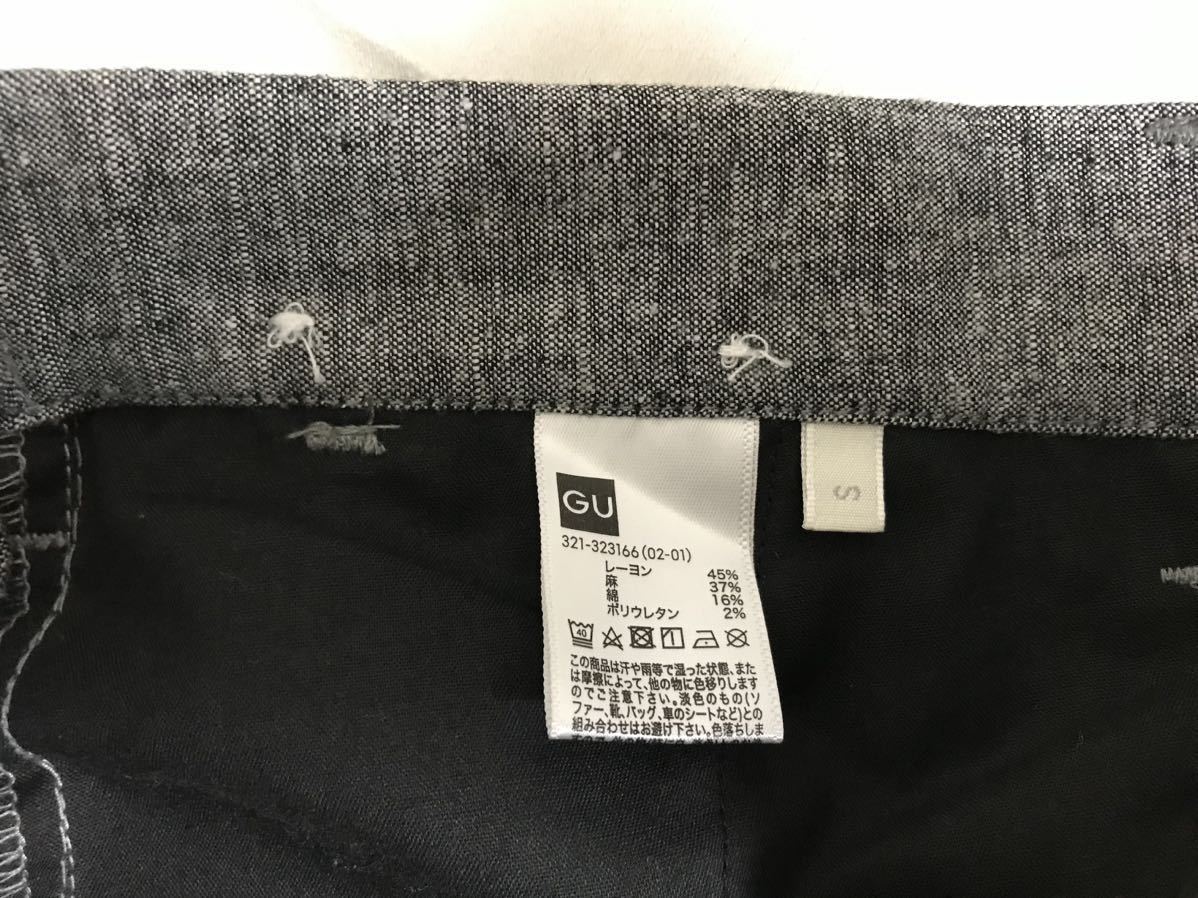 GU
321-323166(02-01)
レーヨン 45%
麻 37%
綿 16%
ポリウレタン 2%
40
この商品は汗や雨等で湿った状態、また
は摩擦によって、他の物に色移りします
のでご注意下さい。淡色のもの(ソ
ファー、靴、バッグ、車のシートなど)との
組み合わせはお避け下さい。色落ちしま
S